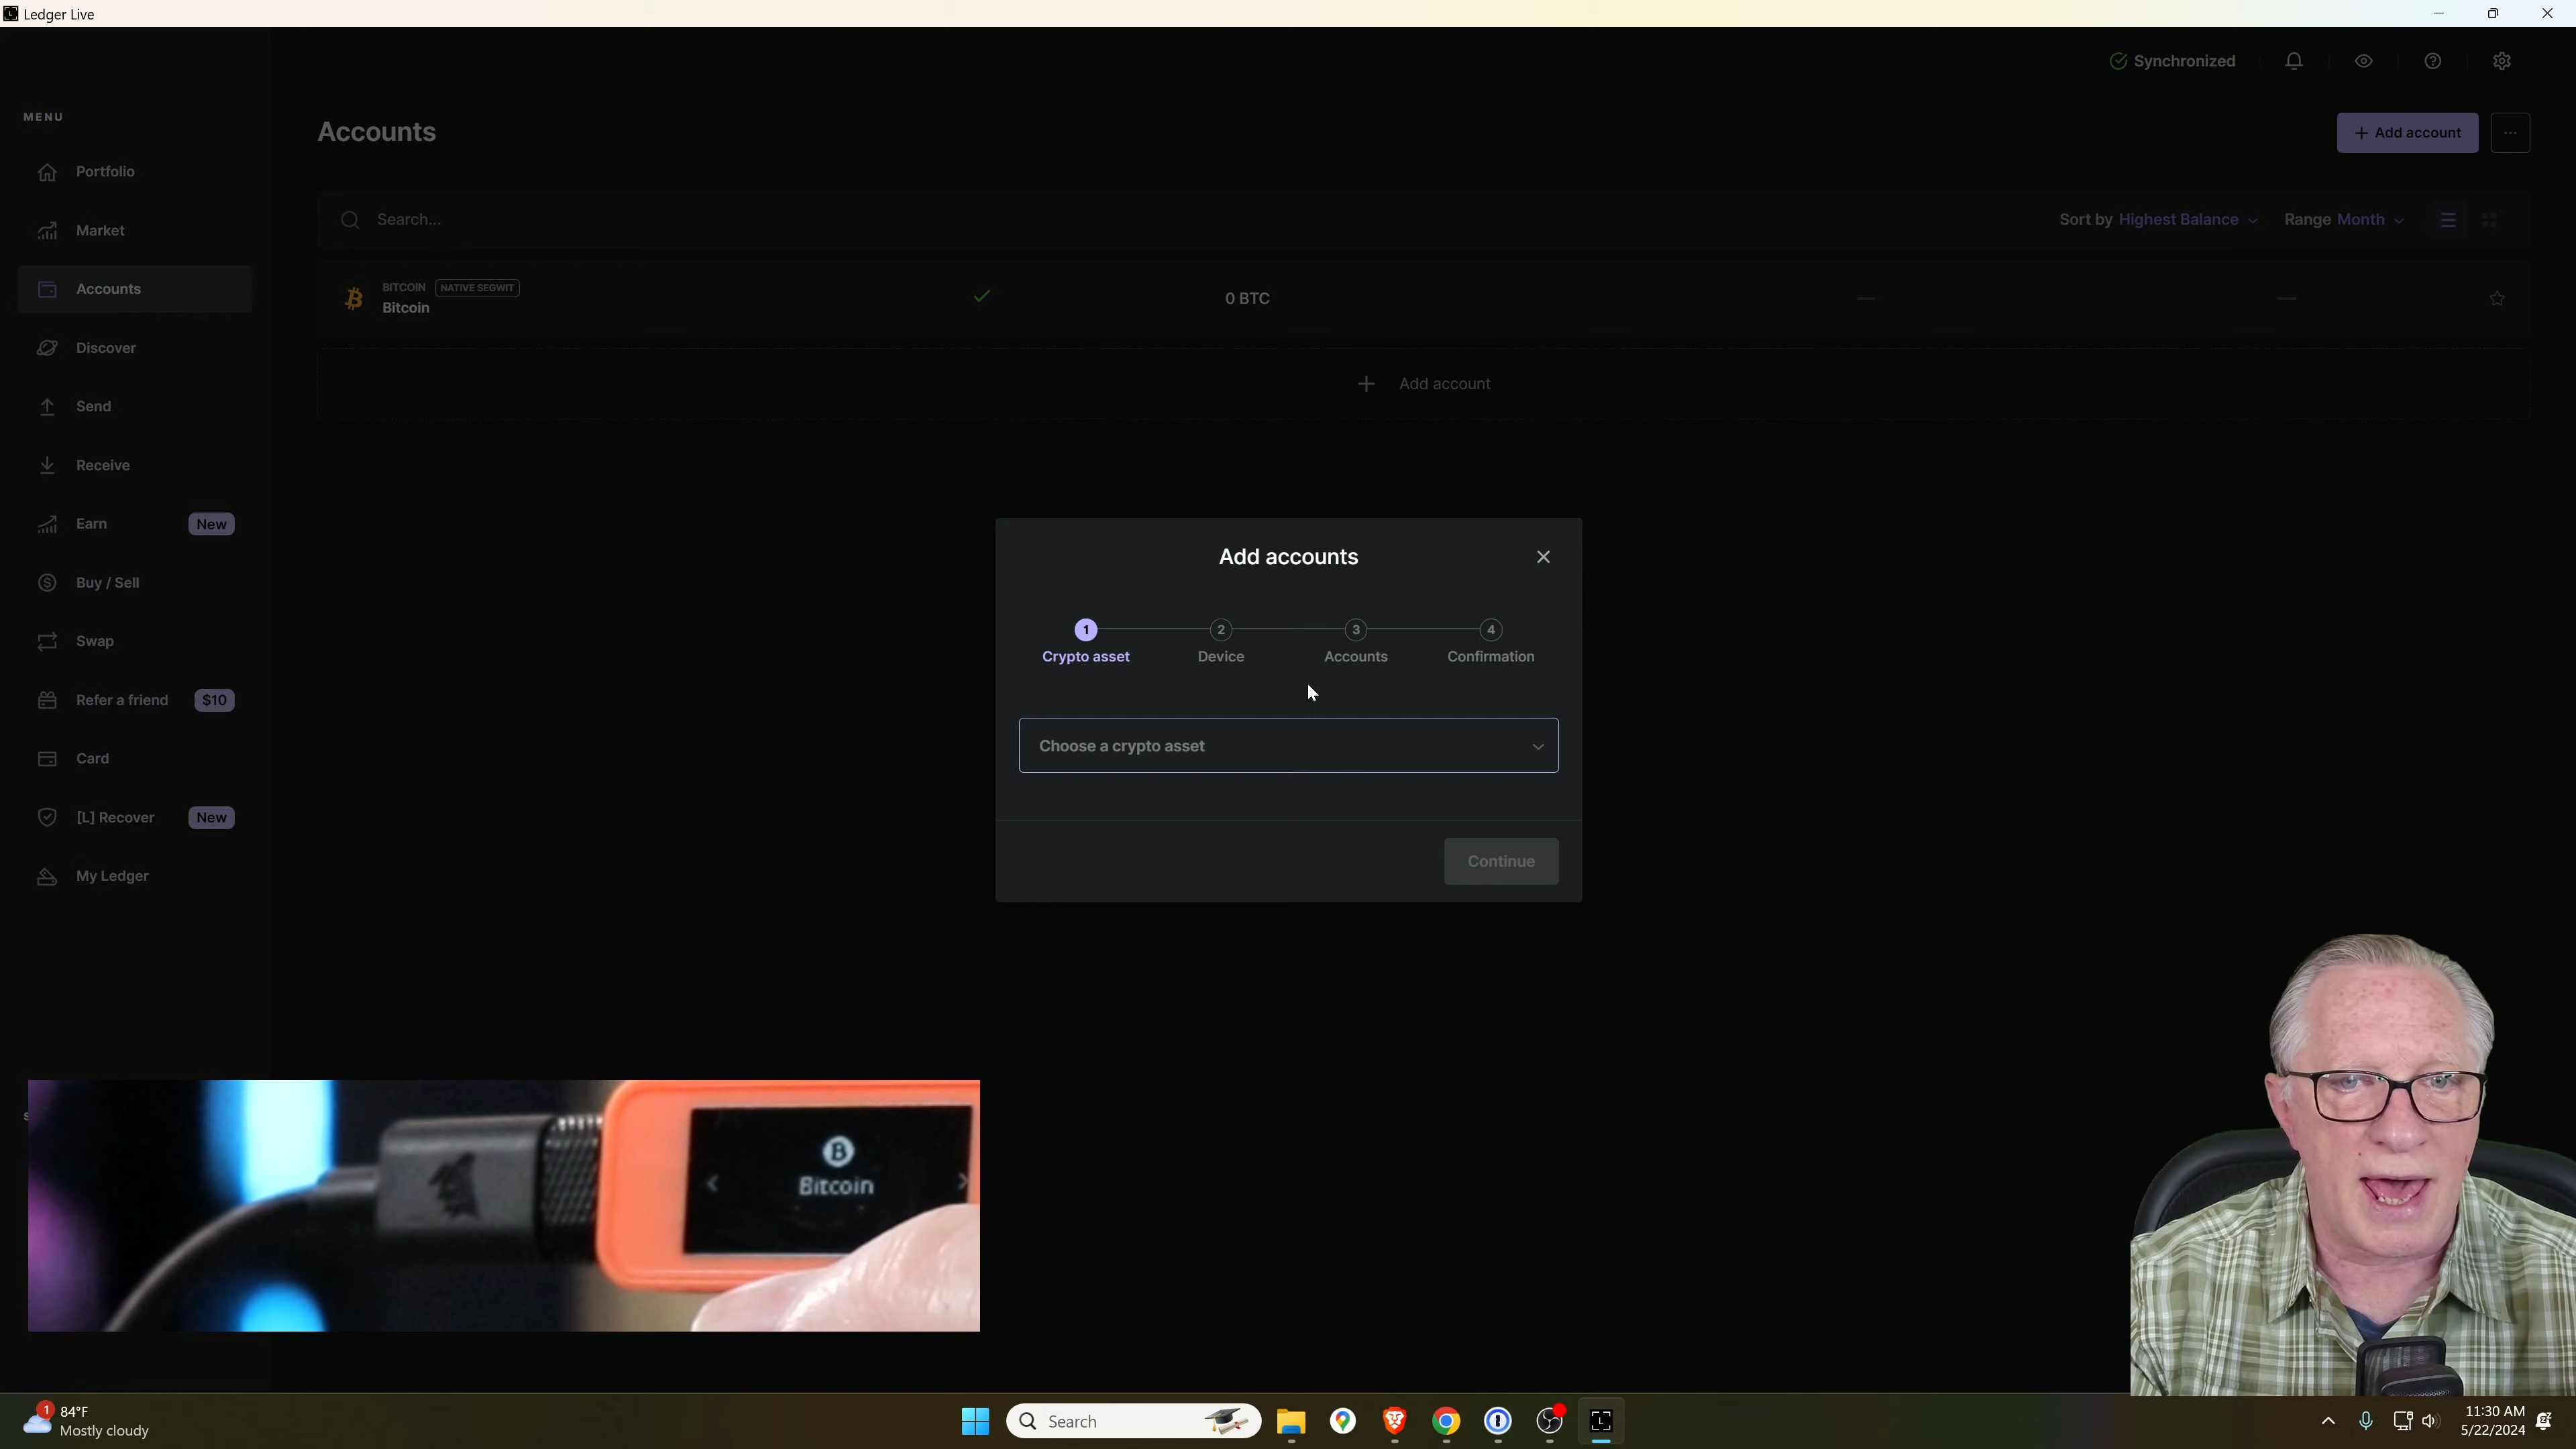 Ledger Live
Synchronized
MENU
Portfolio
Market
Accounts
Discover
Send
Receive
Earn New
Buy / Sell
Swap
Refer a friend $10
Card
[L] Recover New
My Ledger
Accounts
+ Add account
...
Search...
Sort by Highest Balance
Range Month
BITCOIN NATIVE SEGWIT
Bitcoin
0 BTC
+ Add account
Add accounts
1 2 3 4
Crypto asset Device Accounts Confirmation
Choose a crypto asset
Continue
Bitcoin
1
84°F
Mostly cloudy
Search
11:30 AM
5/22/2024